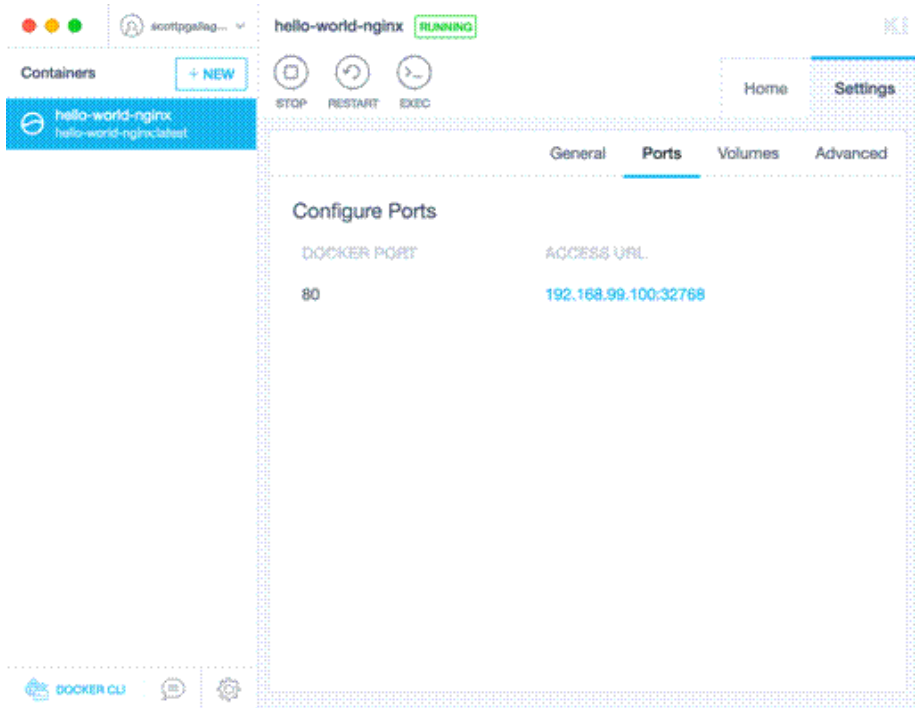 scottpgallag...
hello-world-nginx RUNNING
Containers
+ NEW
STOP RESTART EXEC
Home Settings
hello-world-nginx
hello-world-nginx:latest
General Ports Volumes Advanced
Configure Ports
DOCKER PORT ACCESS URL
80 192.168.99.100:32768
DOCKER CLI